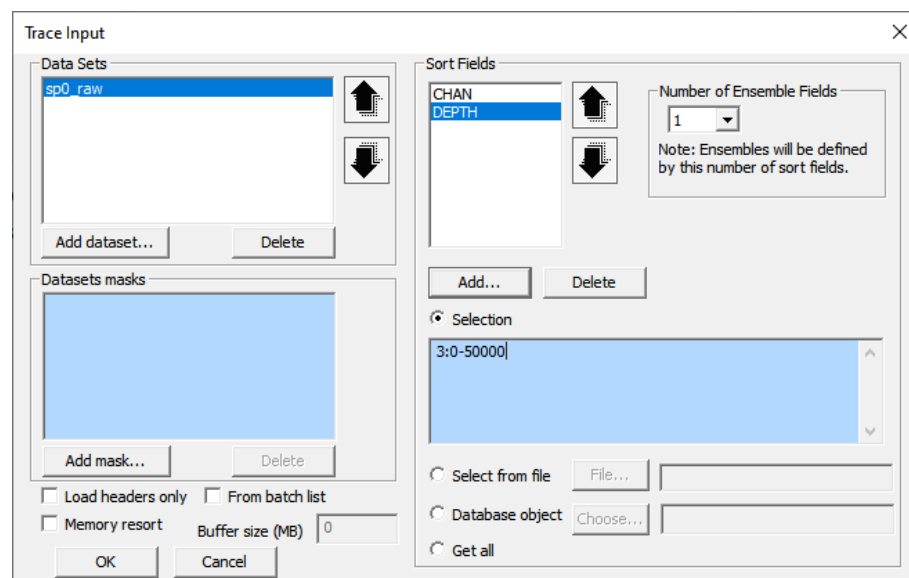 Trace Input
Data Sets
sp0_raw
Add dataset...
Delete
Datasets masks
Add mask...
Delete
Load headers only
From batch list
Memory resort
Buffer size (MB)
0
OK
Cancel
Sort Fields
CHAN
DEPTH
Number of Ensemble Fields
1
Note: Ensembles will be defined
by this number of sort fields.
Add...
Delete
Selection
3:0-50000
Select from file
File...
Database object
Choose...
Get all